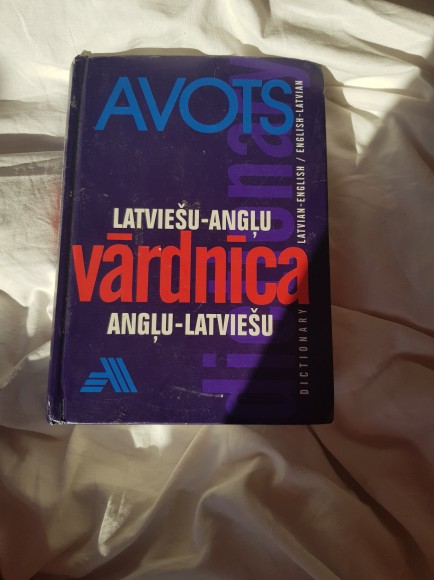 AVOTS
LATVIEŠU-ANGĻU
vārdnīca
ANGĻU-LATVIEŠU
dictionary
DICTIONARY LATVIAN-ENGLISH / ENGLISH-LATVIAN